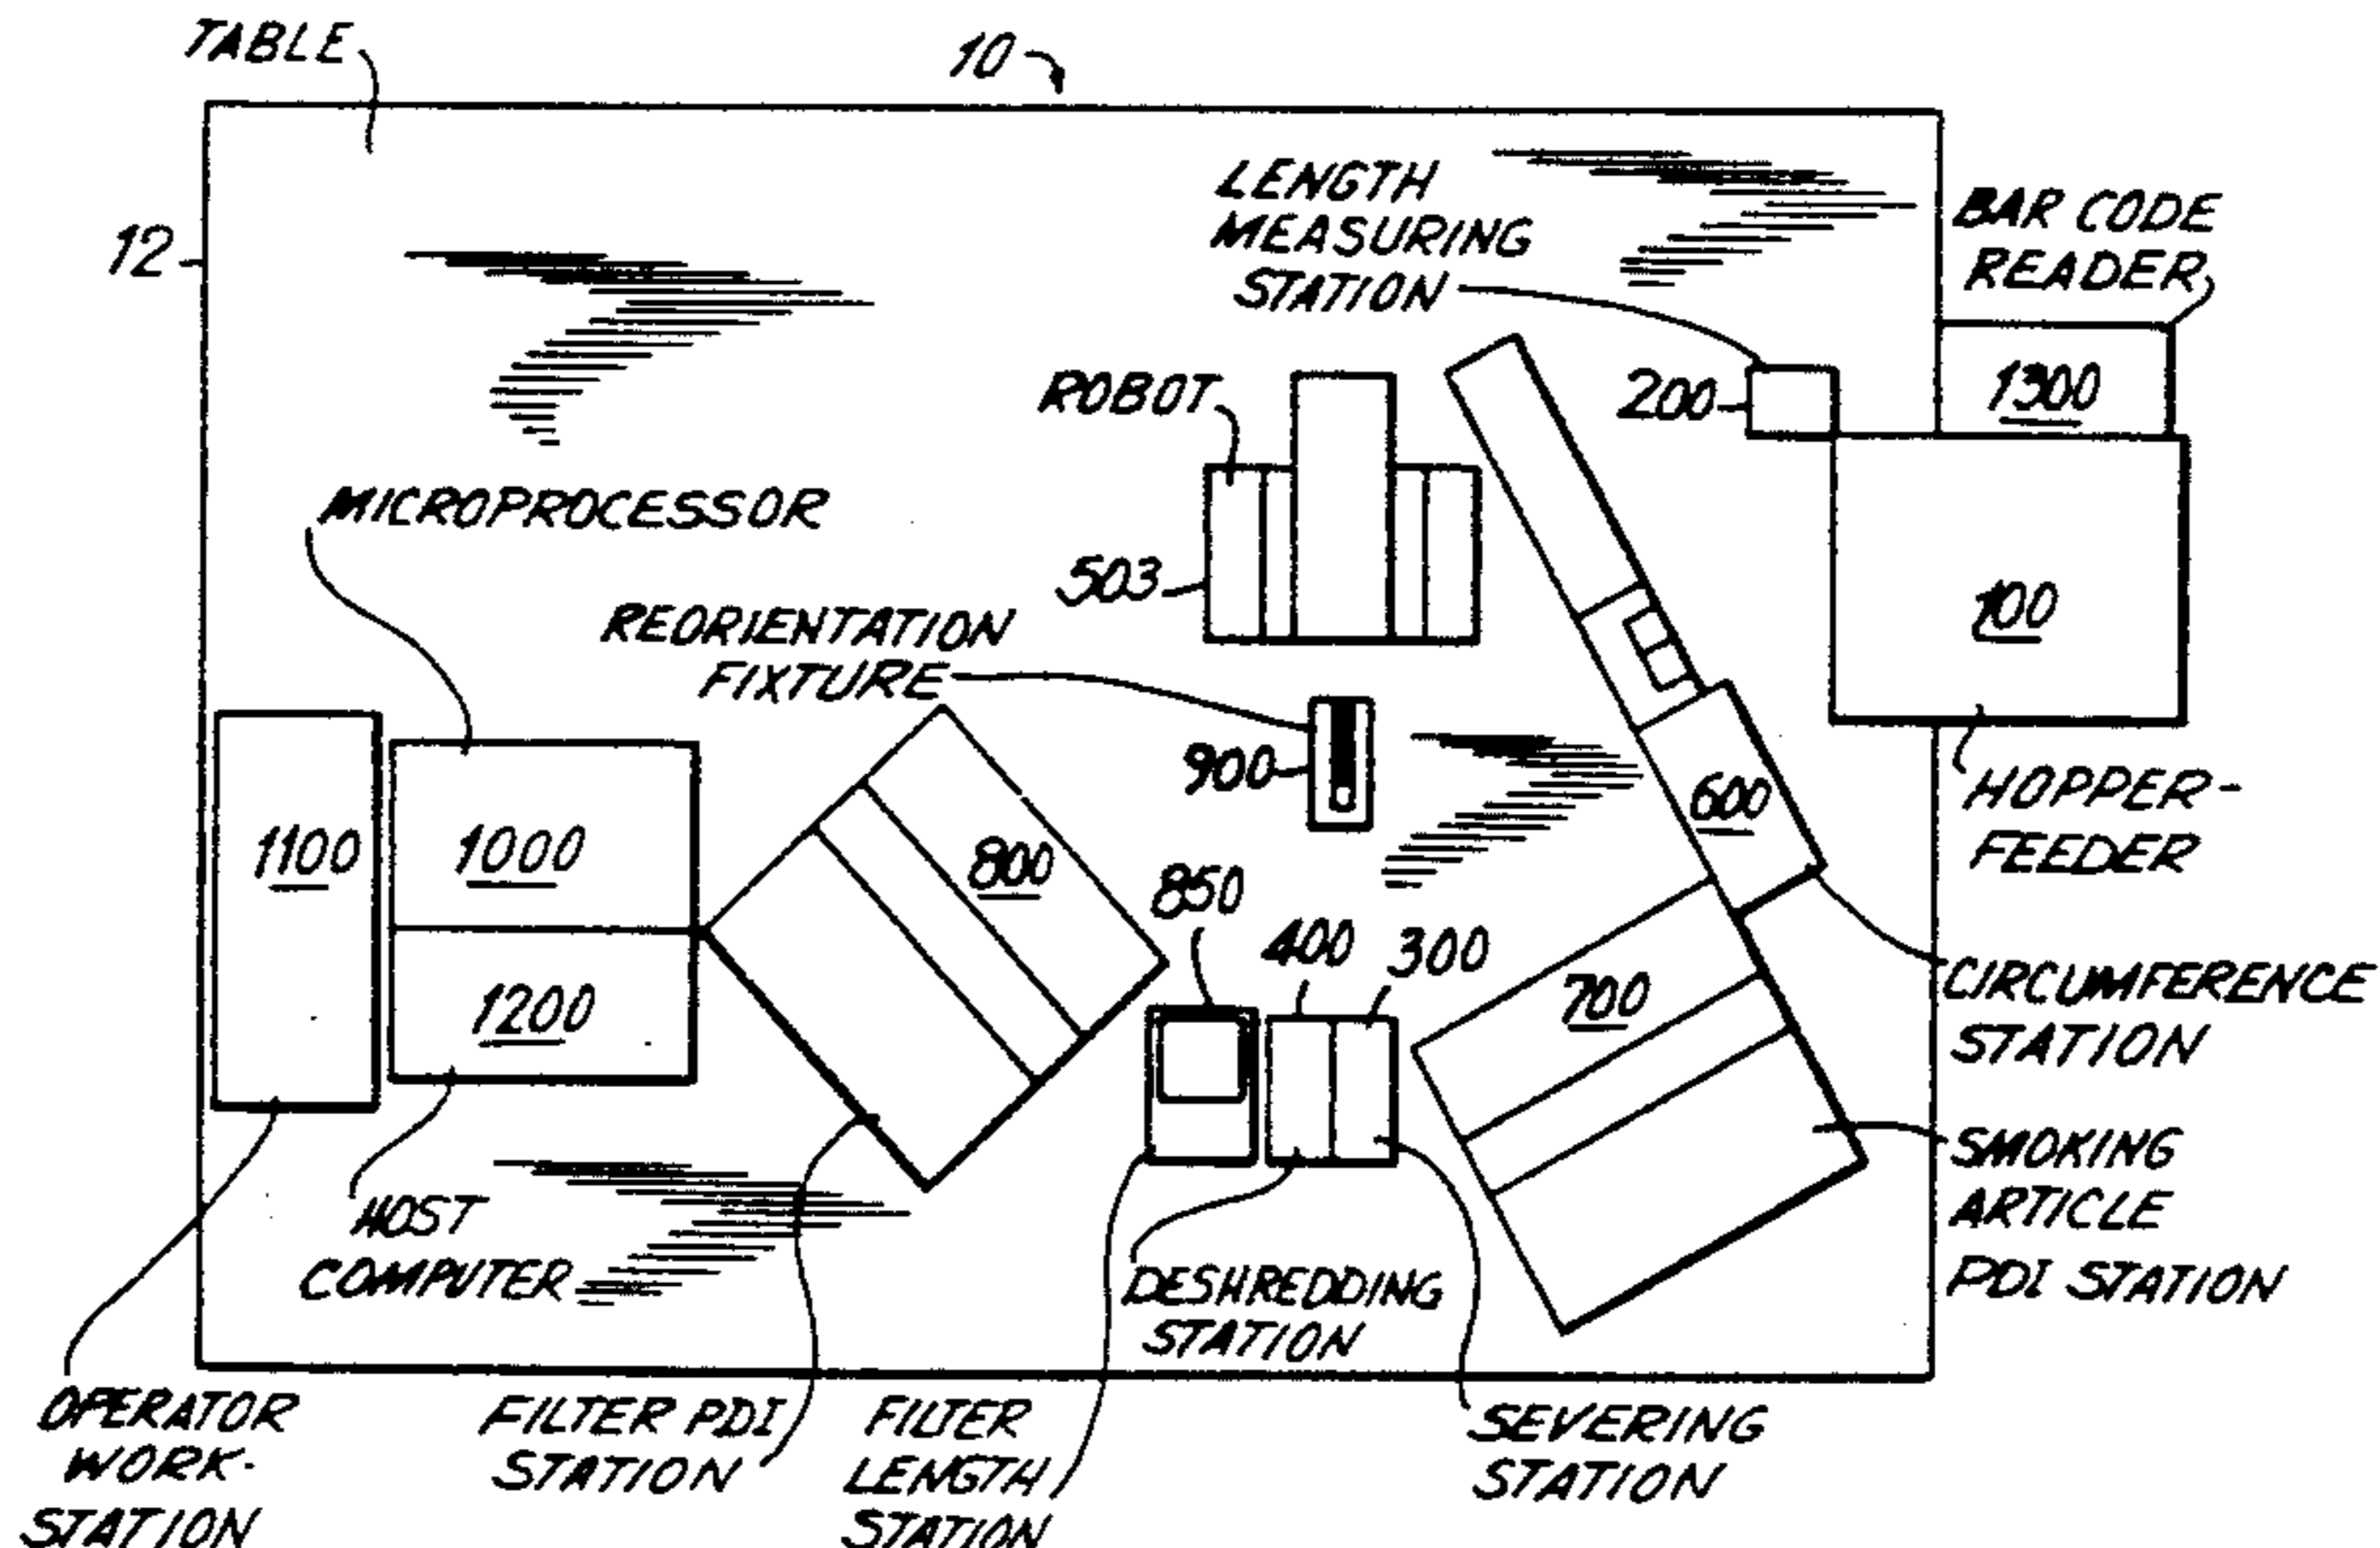 TABLE
10
12
LENGTH
MEASURING
STATION
BAR CODE
READER
ROBOT
200
1300
MICROPROCESSOR
503
100
REORIENTATION
FIXTURE
900
HOPPER-
FEEDER
600
1100
1000
800
850
400
300
700
1200
CIRCUMFERENCE
STATION
SMOKING
ARTICLE
PDI STATION
HOST
COMPUTER
DESHREDDING
STATION
OPERATOR
WORK-
STATION
FILTER PDI
STATION
FILTER
LENGTH
STATION
SEVERING
STATION